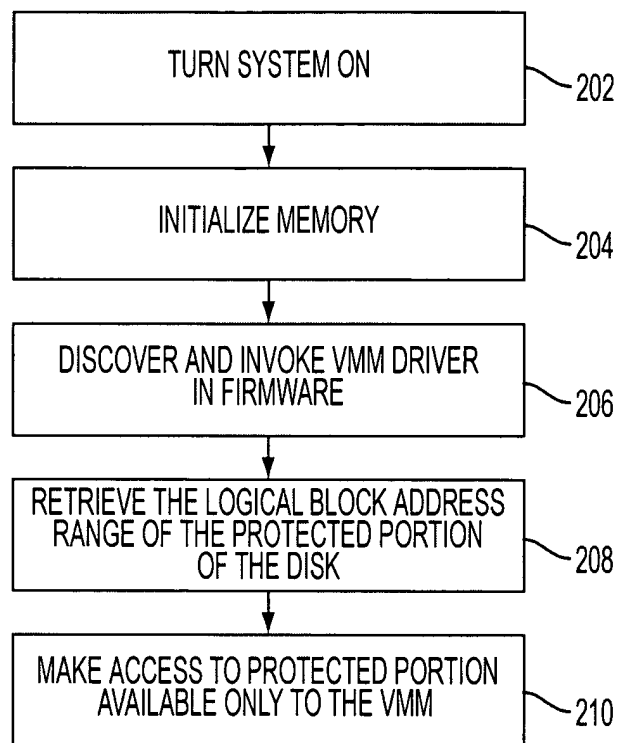 TURN SYSTEM ON
202
INITIALIZE MEMORY
204
DISCOVER AND INVOKE VMM DRIVER
IN FIRMWARE
206
RETRIEVE THE LOGICAL BLOCK ADDRESS
RANGE OF THE PROTECTED PORTION
OF THE DISK
208
MAKE ACCESS TO PROTECTED PORTION
AVAILABLE ONLY TO THE VMM
210